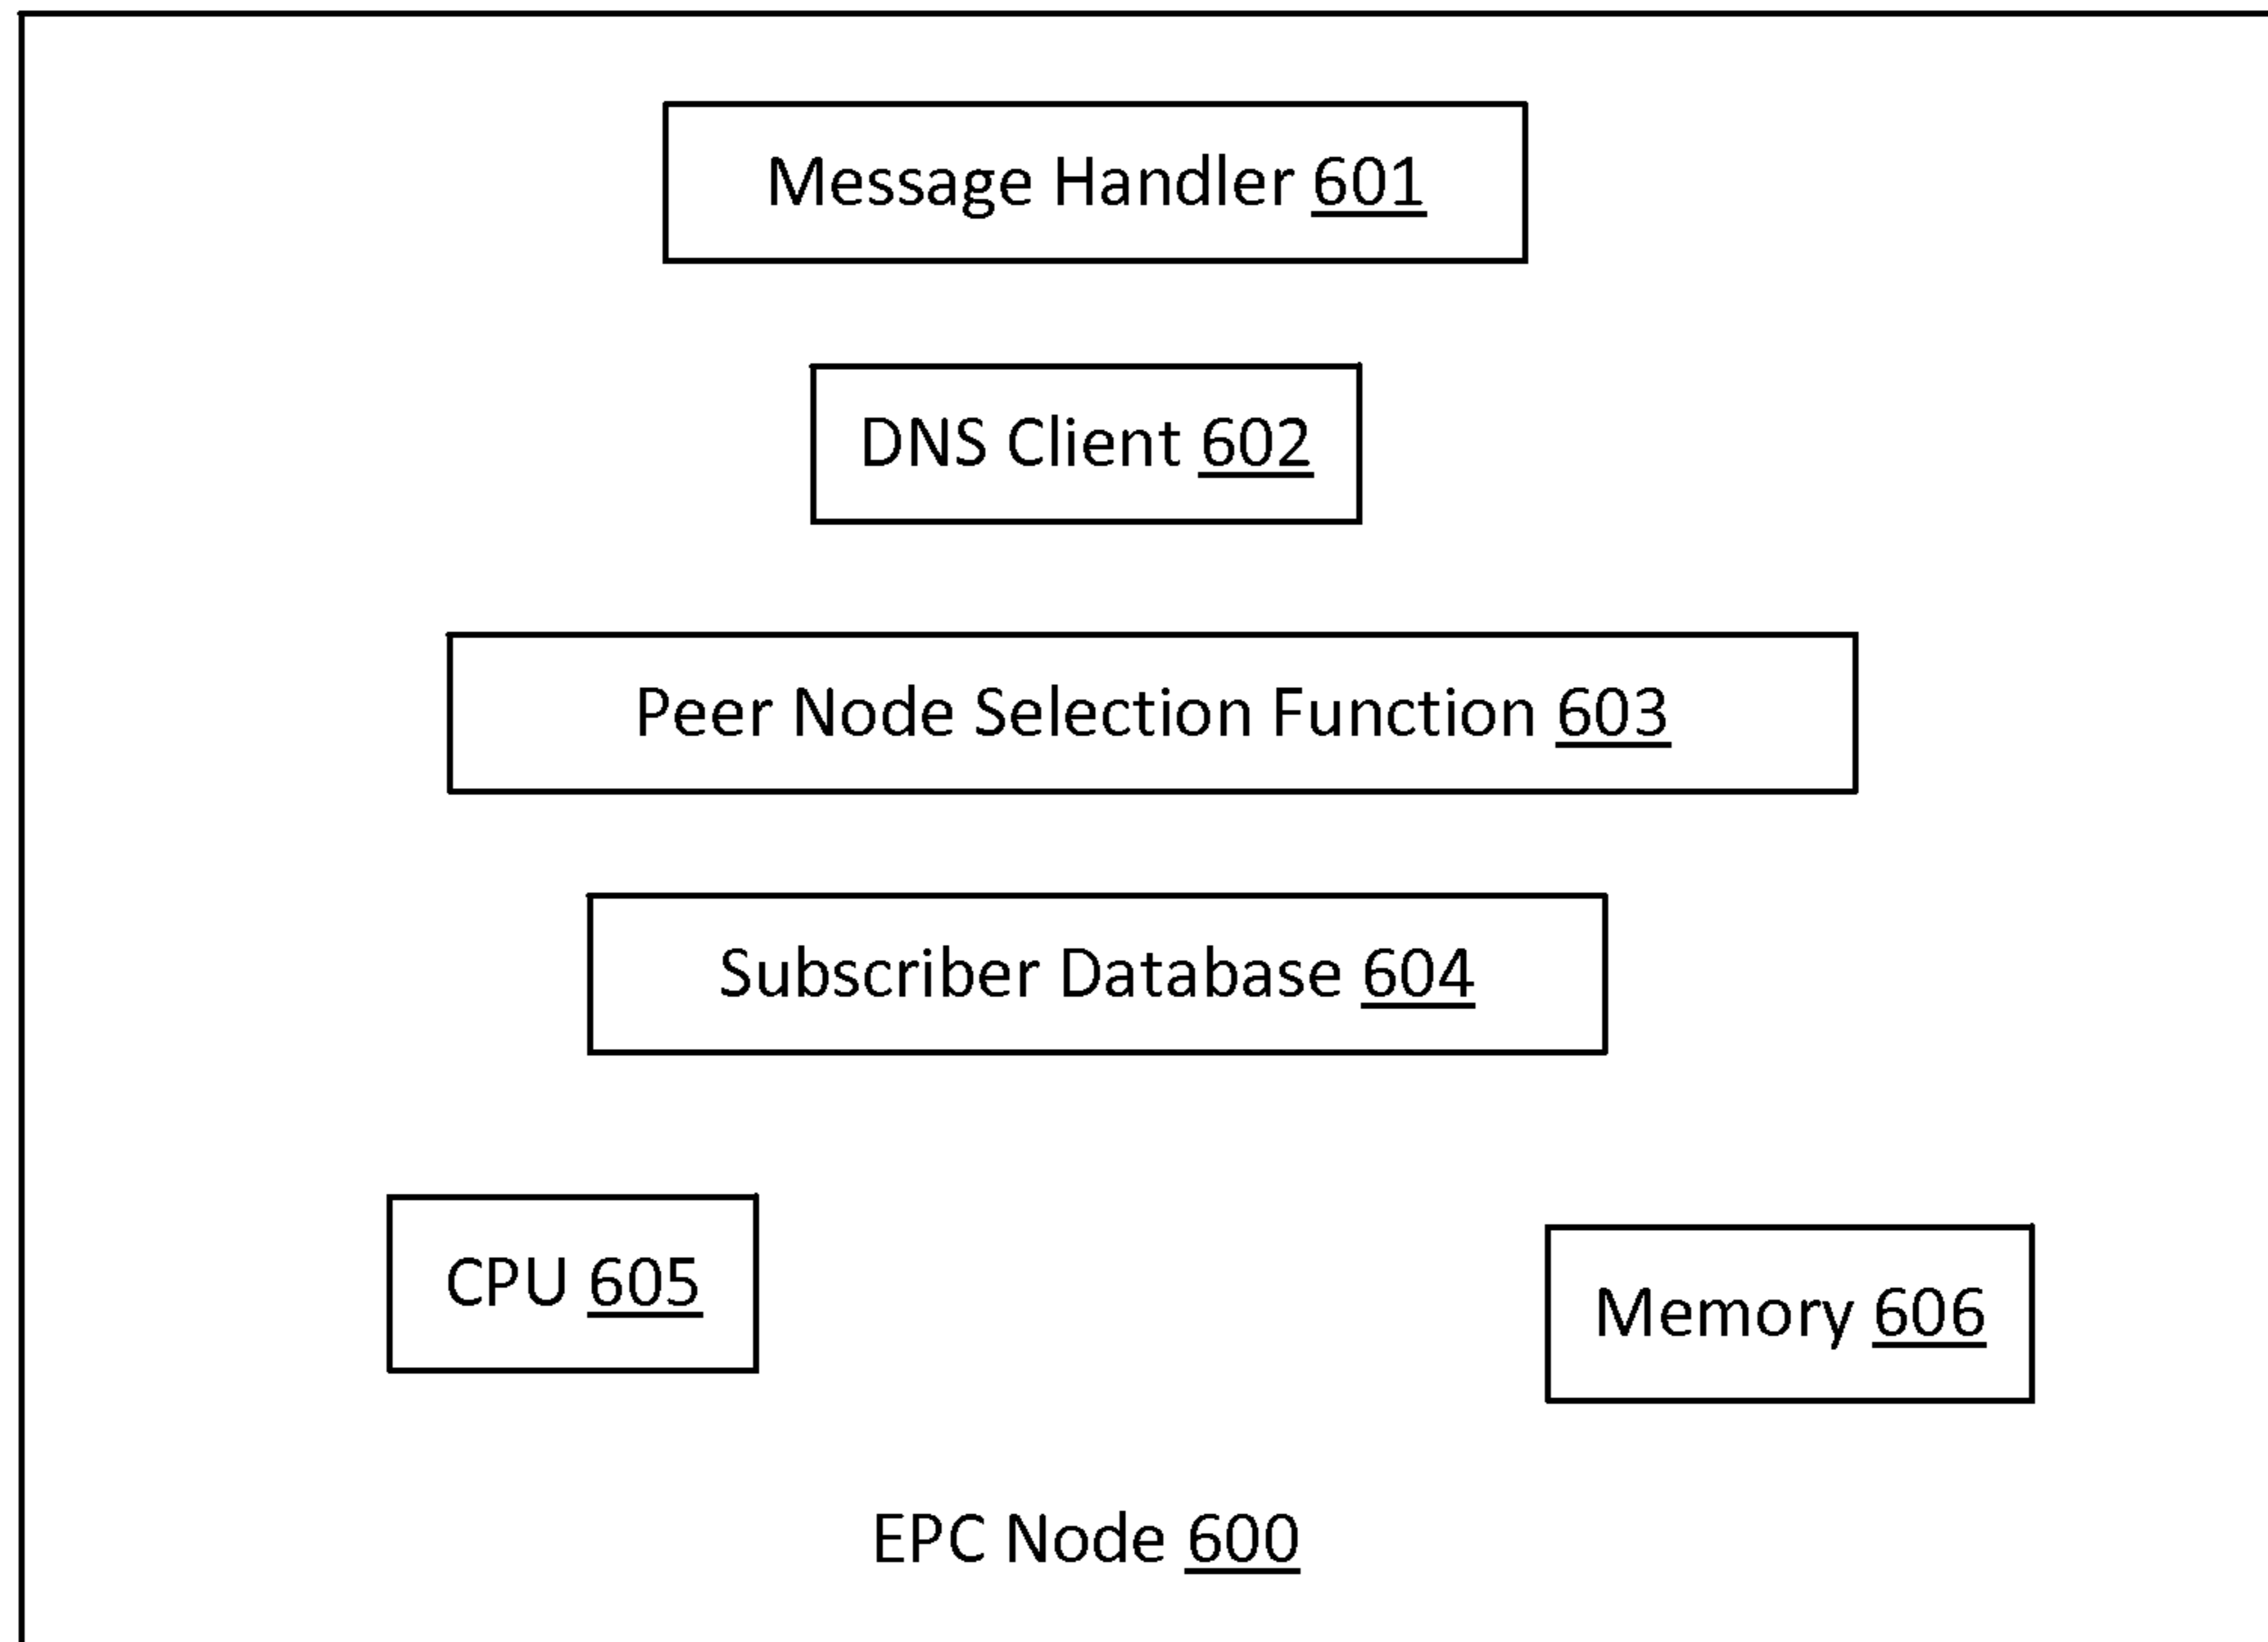 Message Handler 601
DNS Client 602
Peer Node Selection Function 603
Subscriber Database 604
CPU 605
Memory 606
EPC Node 600